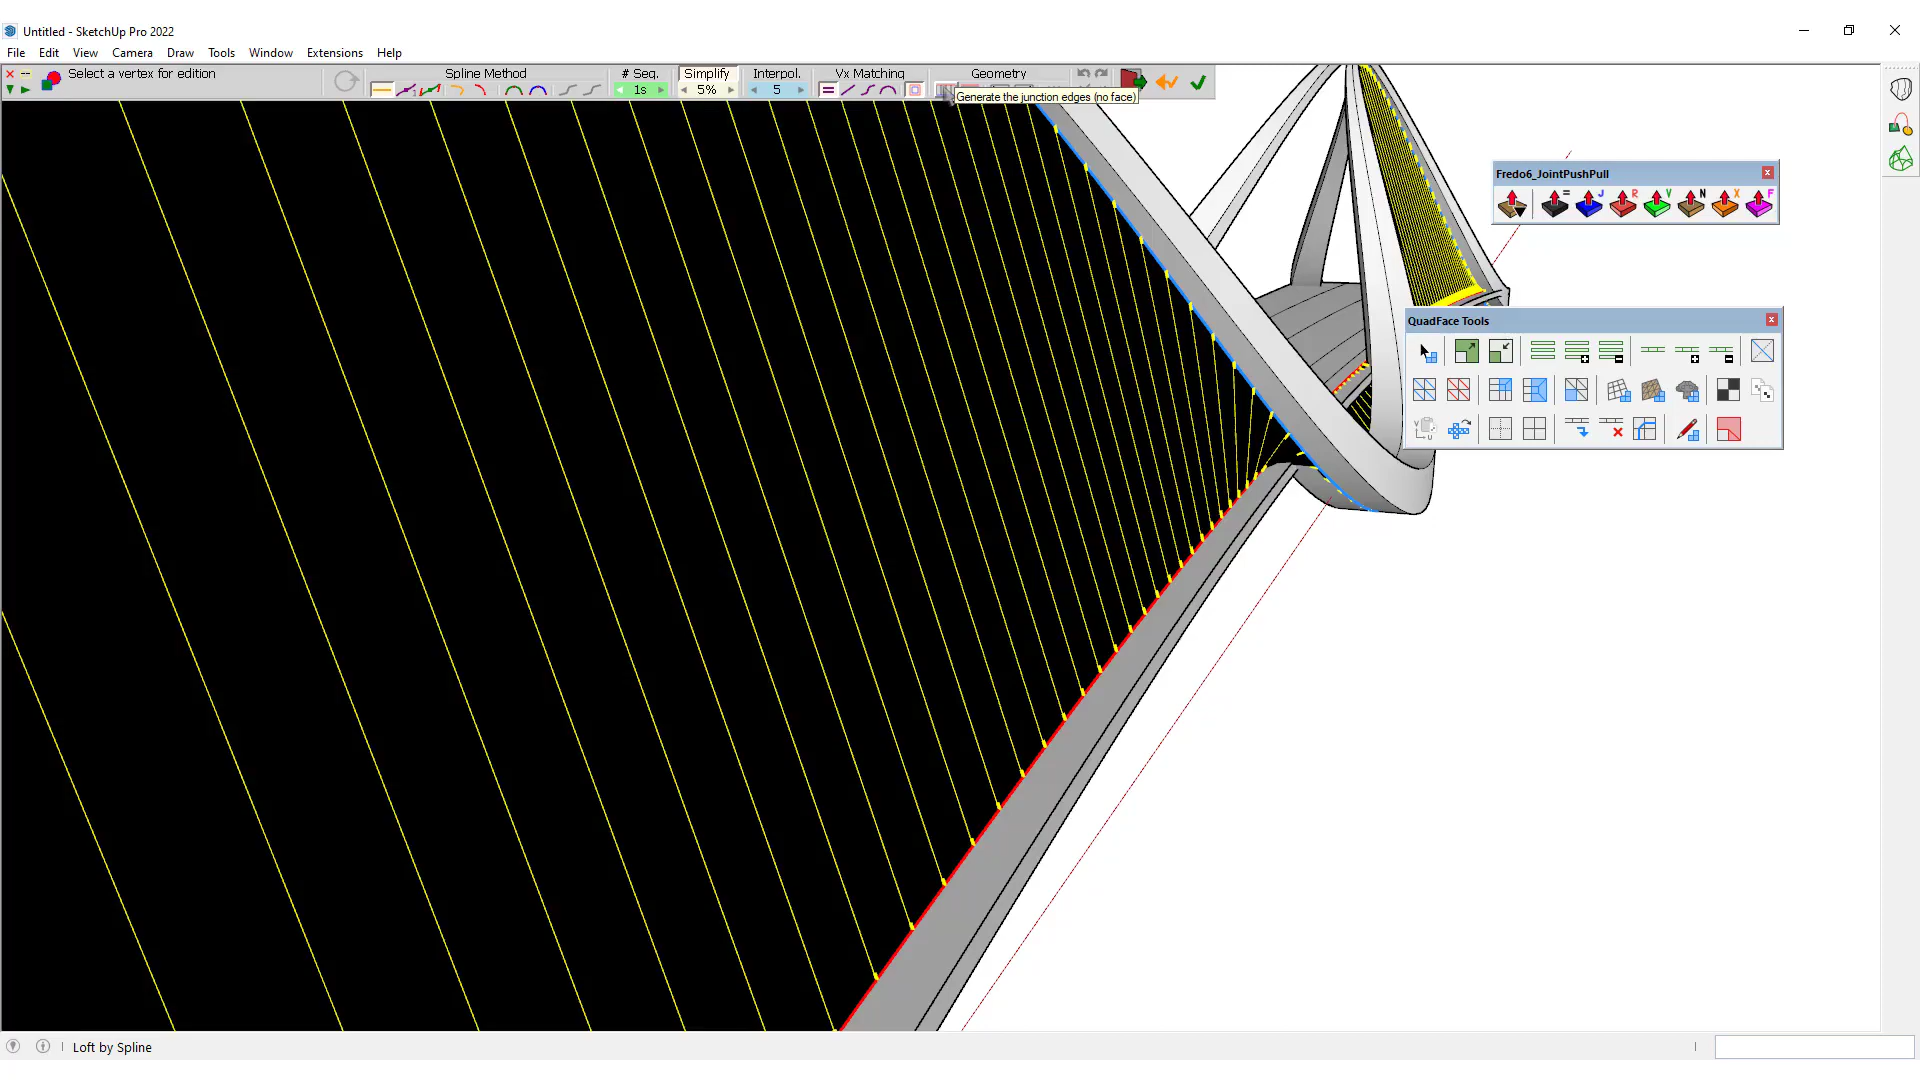 Untitled - SketchUp Pro 2022
File Edit View Camera Draw Tools Window Extensions Help
Select a vertex for edition
Spline Method
# Seq.
1s
Simplify
5%
Interpol.
5
Vx Matching
Geometry
Generate the junction edges (no face)
Fredo6_JointPushPull
= J R V N X F
QuadFace Tools
Loft by Spline